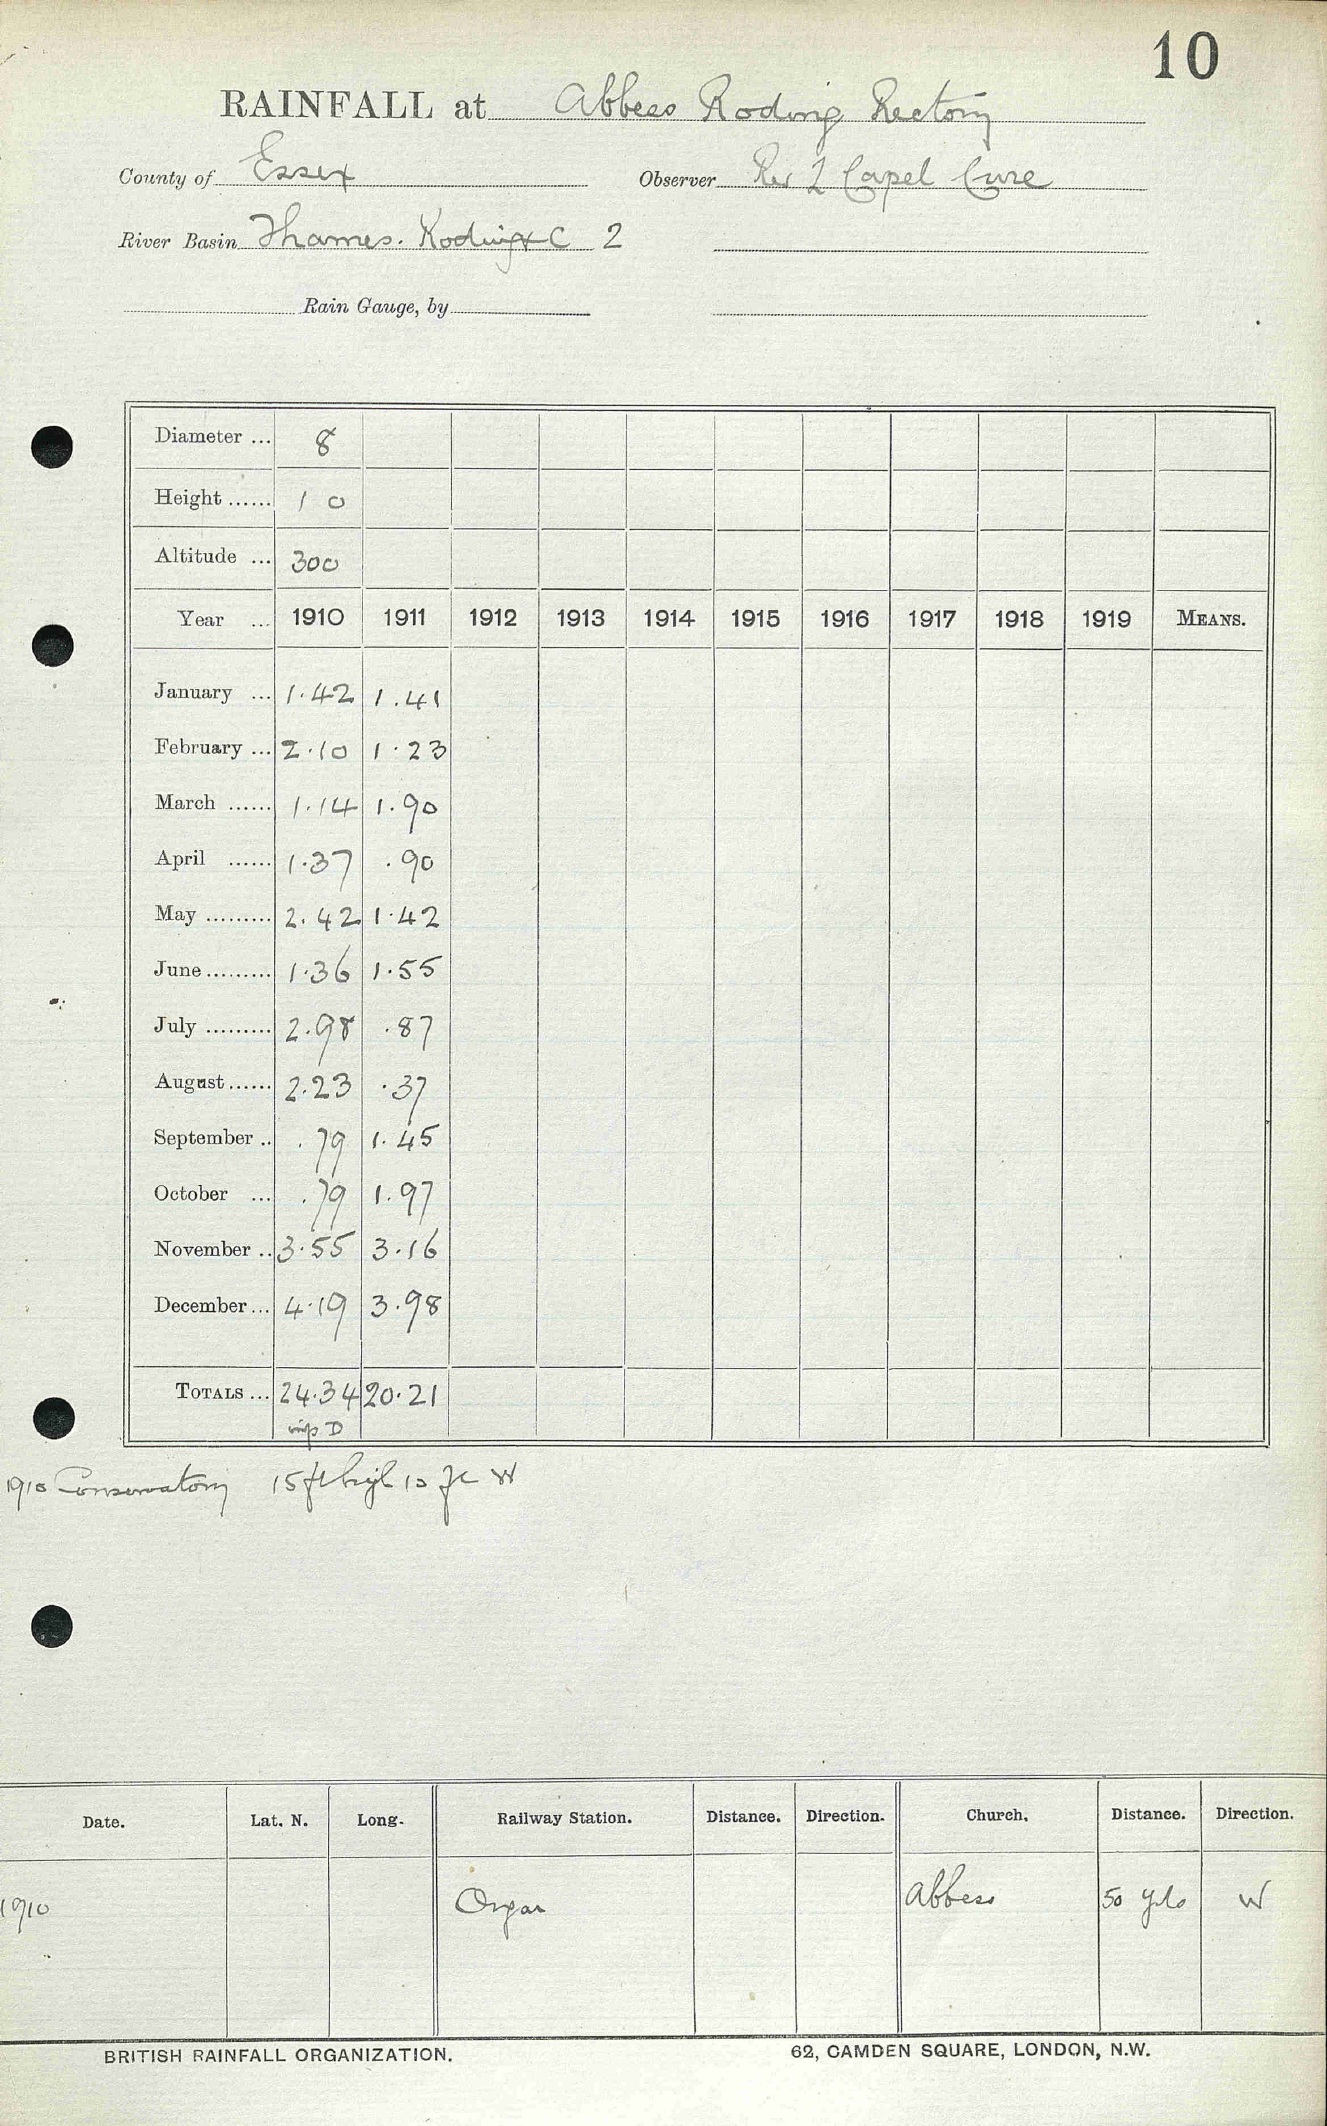 10
RAINFALL at Abbess Roding Rectory
County of Essex Observer Rev L Capel Cure
River Basin Thames. Roding &c 2
Rain Gauge, by
Diameter ... 8
Height ...... 1 0
Altitude ... 300
Year ... 1910 1911 1912 1913 1914 1915 1916 1917 1918 1919 MEANS.
January ... 1.42 1.41
February ... 2.10 1.23
March ...... 1.14 1.90
April ...... 1.37 .90
May ......... 2.42 1.42
June ......... 1.36 1.55
July ......... 2.98 .87
August ...... 2.23 .37
September .. .79 1.45
October ... .79 1.97
November .. 3.55 3.16
December ... 4.19 3.98
TOTALS ... 24.34 20.21
D
1910 Conservatory 15 ft high 10 ft W
Date. Lat. N. Long. Railway Station. Distance. Direction. Church. Distance. Direction.
1910 Ongar Abbess 50 yds W
BRITISH RAINFALL ORGANIZATION. 62, CAMDEN SQUARE, LONDON, N.W.